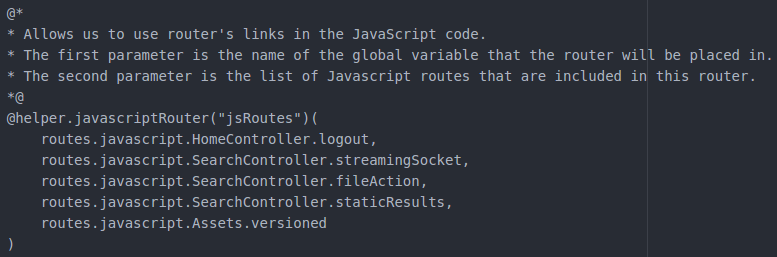 @*
* Allows us to use router's links in the JavaScript code.
* The first parameter is the name of the global variable that the router will be placed in.
* The second parameter is the list of Javascript routes that are included in this router.
*@
@helper.javascriptRouter("jsRoutes")(
    routes.javascript.HomeController.logout,
    routes.javascript.SearchController.streamingSocket,
    routes.javascript.SearchController.fileAction,
    routes.javascript.SearchController.staticResults,
    routes.javascript.Assets.versioned
)